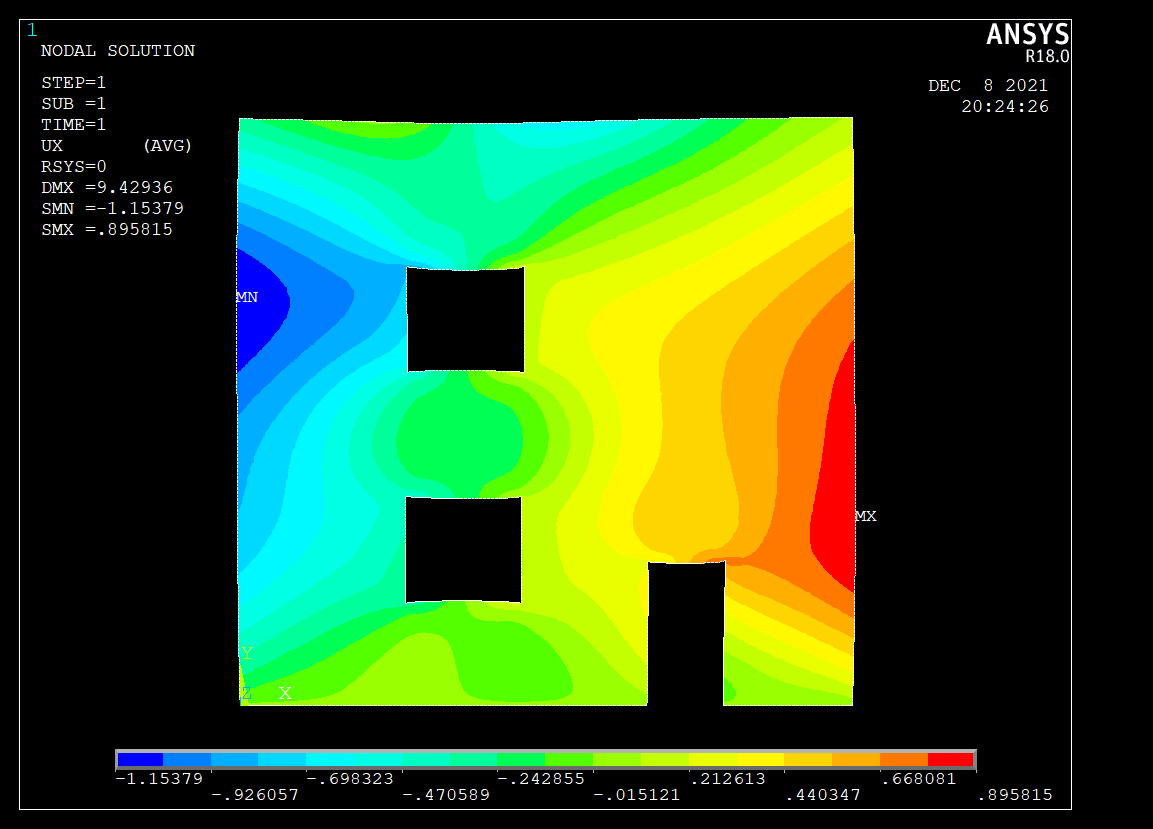 1
ANSYS
R18.0
NODAL SOLUTION
STEP=1
SUB =1
TIME=1
UX (AVG)
RSYS=0
DMX =9.42936
SMN =-1.15379
SMX =.895815
DEC 8 2021
20:24:26
MN
MX
Y
Z X
-1.15379 -.698323 -.242855 .212613 .668081
-.926057 -.470589 -.015121 .440347 .895815